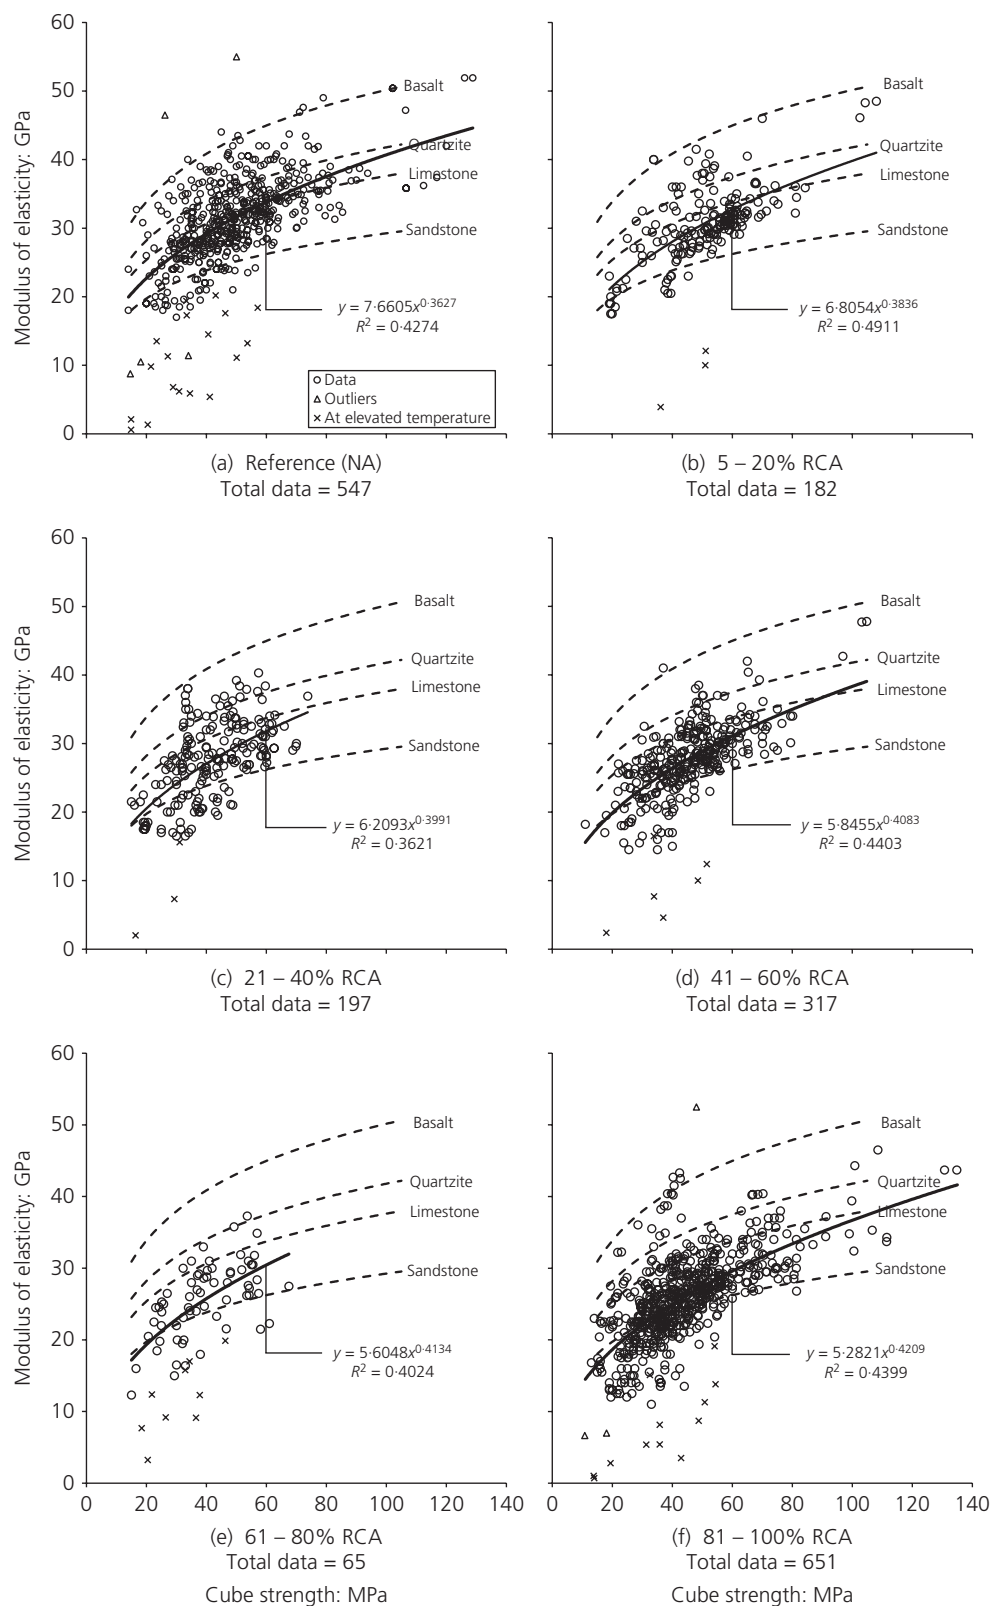 60
50
40
30
20
10
0
Modulus of elasticity: GPa
Basalt
Quartzite
Limestone
Sandstone
y = 7·6605x^0·3627
R² = 0·4274
Data
Outliers
At elevated temperature
(a) Reference (NA)
Total data = 547
Basalt
Quartzite
Limestone
Sandstone
y = 6·8054x^0·3836
R² = 0·4911
(b) 5 – 20% RCA
Total data = 182
60
50
40
30
20
10
0
Modulus of elasticity: GPa
Basalt
Quartzite
Limestone
Sandstone
y = 6·2093x^0·3991
R² = 0·3621
(c) 21 – 40% RCA
Total data = 197
Basalt
Quartzite
Limestone
Sandstone
y = 5·8455x^0·4083
R² = 0·4403
(d) 41 – 60% RCA
Total data = 317
60
50
40
30
20
10
0
Modulus of elasticity: GPa
Basalt
Quartzite
Limestone
Sandstone
y = 5·6048x^0·4134
R² = 0·4024
0 20 40 60 80 100 120 140
(e) 61 – 80% RCA
Total data = 65
Cube strength: MPa
Basalt
Quartzite
Limestone
Sandstone
y = 5·2821x^0·4209
R² = 0·4399
0 20 40 60 80 100 120 140
(f) 81 – 100% RCA
Total data = 651
Cube strength: MPa